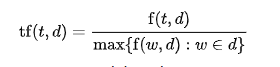 tf(t, d) = f(t, d) / max{f(w, d) : w ∈ d}